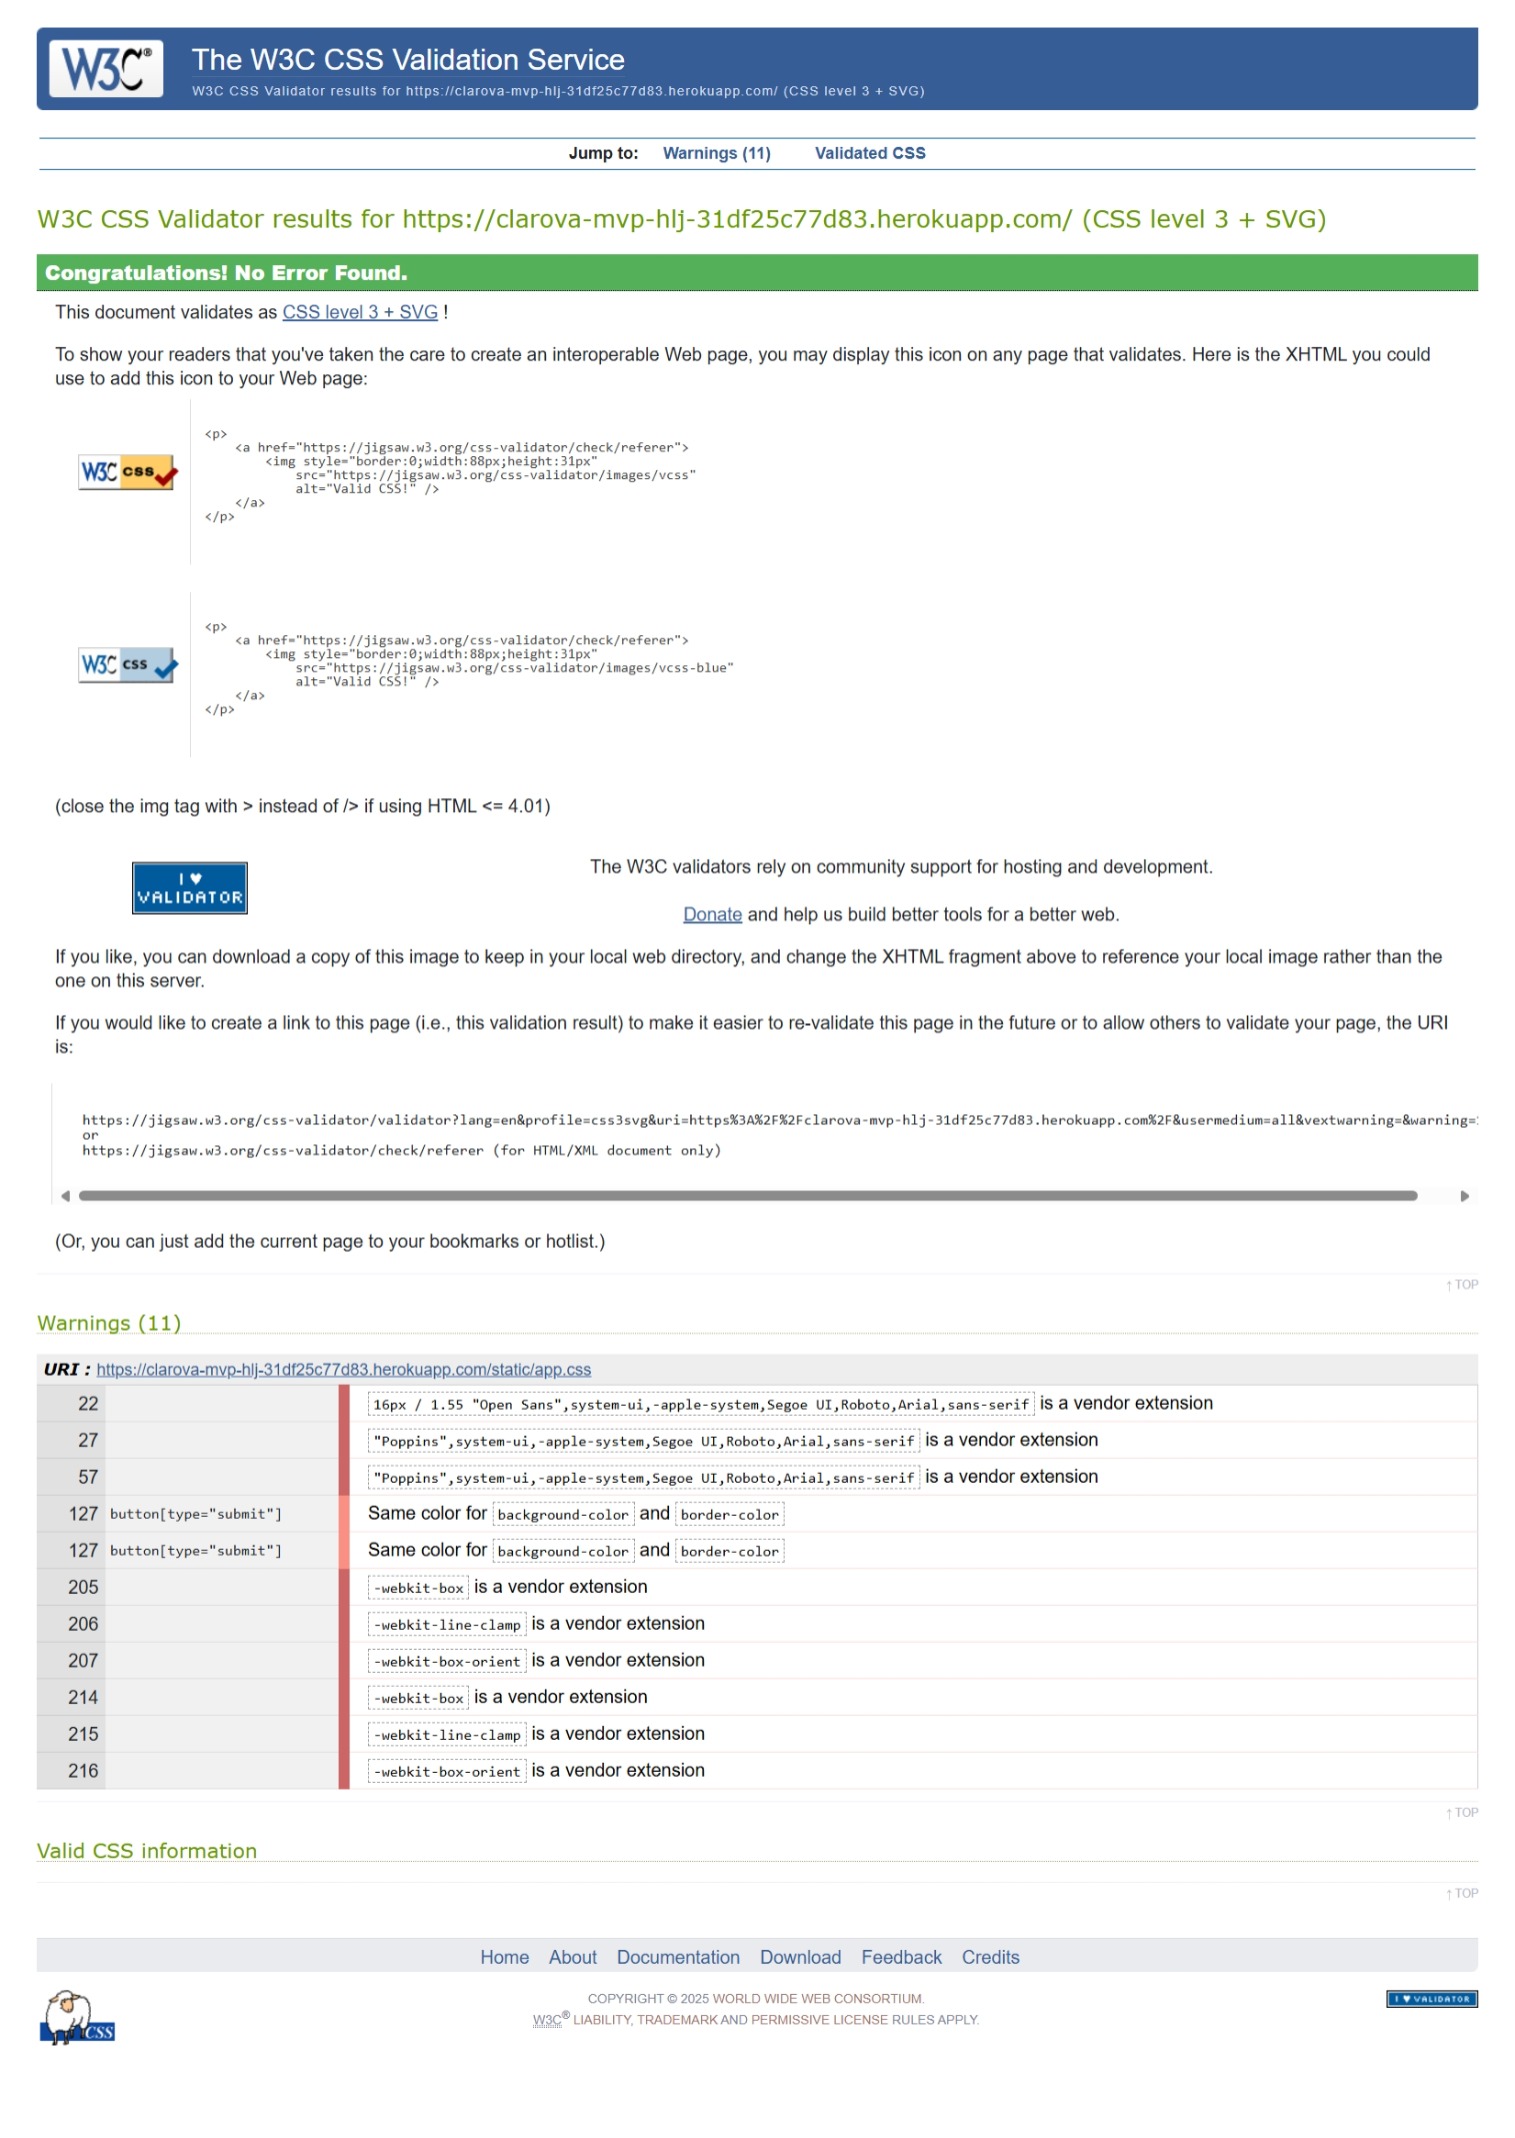 W3C®
The W3C CSS Validation Service
W3C CSS Validator results for https://clarova-mvp-hlj-31df25c77d83.herokuapp.com/ (CSS level 3 + SVG)
Jump to: Warnings (11) Validated CSS
W3C CSS Validator results for https://clarova-mvp-hlj-31df25c77d83.herokuapp.com/ (CSS level 3 + SVG)
Congratulations! No Error Found.
This document validates as CSS level 3 + SVG !
To show your readers that you've taken the care to create an interoperable Web page, you may display this icon on any page that validates. Here is the XHTML you could
use to add this icon to your Web page:
W3C css
<p>
<a href="https://jigsaw.w3.org/css-validator/check/referer">
<img style="border:0;width:88px;height:31px"
src="https://jigsaw.w3.org/css-validator/images/vcss"
alt="Valid CSS!" />
</a>
</p>
W3C css
<p>
<a href="https://jigsaw.w3.org/css-validator/check/referer">
<img style="border:0;width:88px;height:31px"
src="https://jigsaw.w3.org/css-validator/images/vcss-blue"
alt="Valid CSS!" />
</a>
</p>
(close the img tag with > instead of /> if using HTML <= 4.01)
I ♥
VALIDATOR
The W3C validators rely on community support for hosting and development.
Donate and help us build better tools for a better web.
If you like, you can download a copy of this image to keep in your local web directory, and change the XHTML fragment above to reference your local image rather than the
one on this server.
If you would like to create a link to this page (i.e., this validation result) to make it easier to re-validate this page in the future or to allow others to validate your page, the URI
is:
https://jigsaw.w3.org/css-validator/validator?lang=en&profile=css3svg&uri=https%3A%2F%2Fclarova-mvp-hlj-31df25c77d83.herokuapp.com%2F&usermedium=all&vextwarning=&warning=
or
https://jigsaw.w3.org/css-validator/check/referer (for HTML/XML document only)
(Or, you can just add the current page to your bookmarks or hotlist.)
↑ TOP
Warnings (11)
URI : https://clarova-mvp-hlj-31df25c77d83.herokuapp.com/static/app.css
22 16px / 1.55 "Open Sans",system-ui,-apple-system,Segoe UI,Roboto,Arial,sans-serif is a vendor extension
27 "Poppins",system-ui,-apple-system,Segoe UI,Roboto,Arial,sans-serif is a vendor extension
57 "Poppins",system-ui,-apple-system,Segoe UI,Roboto,Arial,sans-serif is a vendor extension
127 button[type="submit"] Same color for background-color and border-color
127 button[type="submit"] Same color for background-color and border-color
205 -webkit-box is a vendor extension
206 -webkit-line-clamp is a vendor extension
207 -webkit-box-orient is a vendor extension
214 -webkit-box is a vendor extension
215 -webkit-line-clamp is a vendor extension
216 -webkit-box-orient is a vendor extension
↑ TOP
Valid CSS information
↑ TOP
Home About Documentation Download Feedback Credits
CSS
COPYRIGHT © 2025 WORLD WIDE WEB CONSORTIUM.
W3C® LIABILITY, TRADEMARK AND PERMISSIVE LICENSE RULES APPLY.
I ♥ VALIDATOR